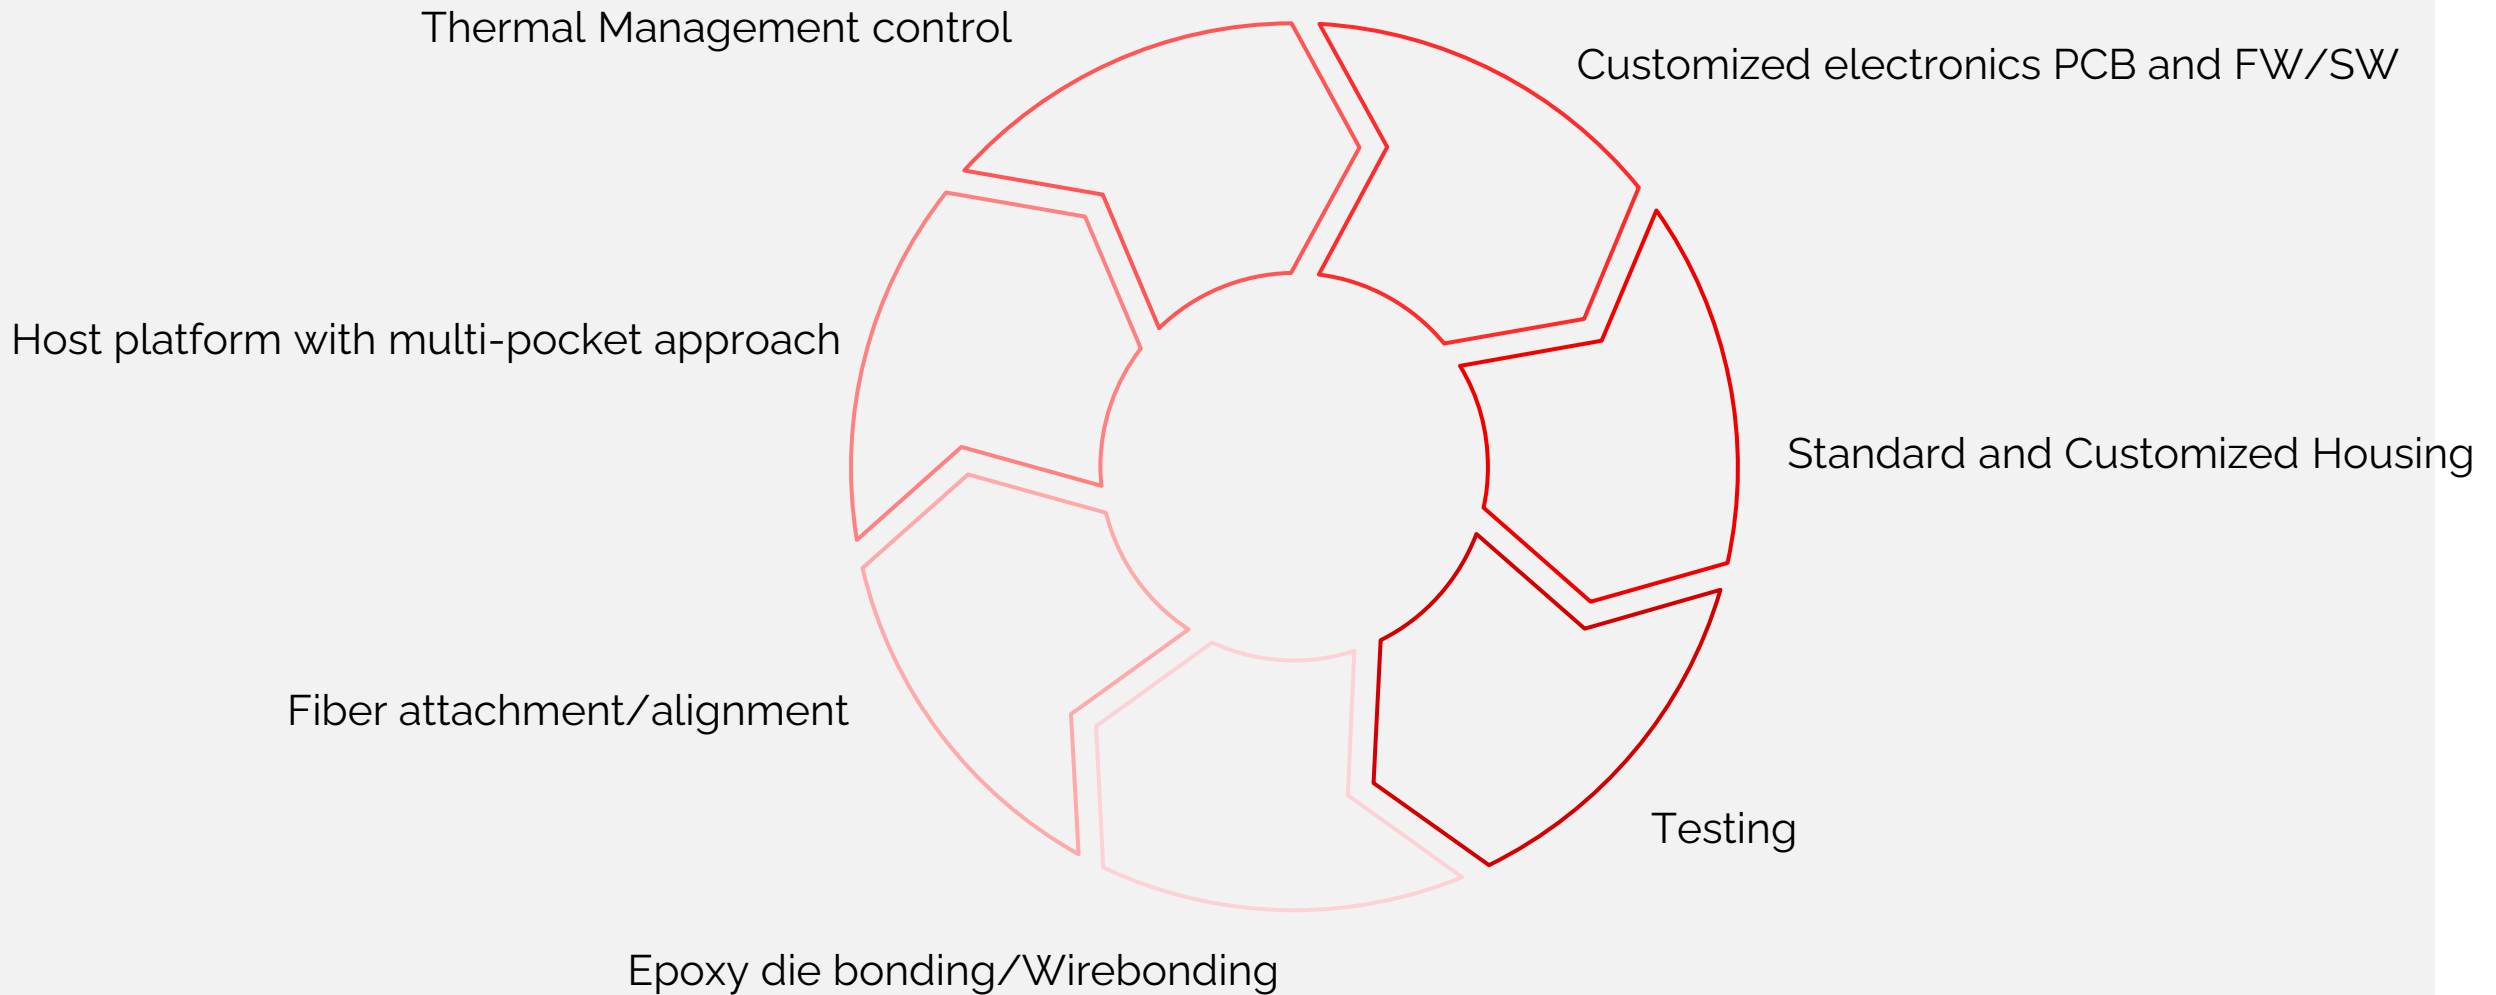 Thermal Management control
Customized electronics PCB and FW/SW
Host platform with multi-pocket approach
Standard and Customized Housing
Fiber attachment/alignment
Testing
Epoxy die bonding/Wirebonding